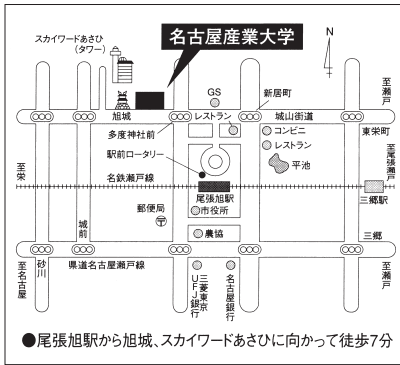 スカイワードあさひ
(タワー)
名古屋産業大学
N
至瀬戸
GS
新居町
旭城
レストラン
城山街道
多度神社前
コンビニ
東栄町
レストラン
駅前ロータリー
平池
至尾張瀬戸
至栄
名鉄瀬戸線
尾張旭駅
三郷駅
郵便局
市役所
城前
農協
三郷
至名古屋
砂川
県道名古屋瀬戸線
三菱東京
UFJ銀行
名古屋銀行
至瀬戸
●尾張旭駅から旭城、スカイワードあさひに向かって徒歩7分